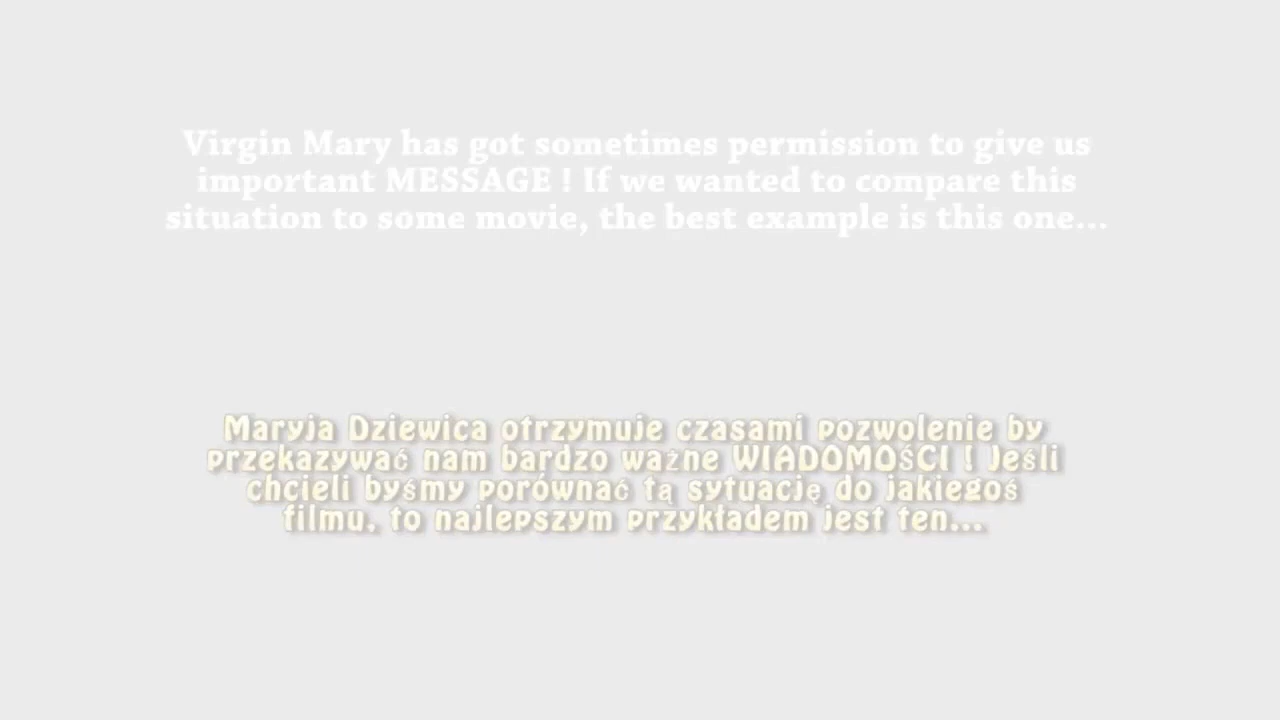 Virgin Mary has got sometimes permission to give us
important MESSAGE ! If we wanted to compare this
situation to some movie, the best example is this one...
Maryja Dziewica otrzymuje czasami pozwolenie by
przekazywać nam bardzo ważne WIADOMOŚCI ! Jeśli
chcieli byśmy porównać tą sytuację do jakiegoś
filmu, to najlepszym przykładem jest ten...